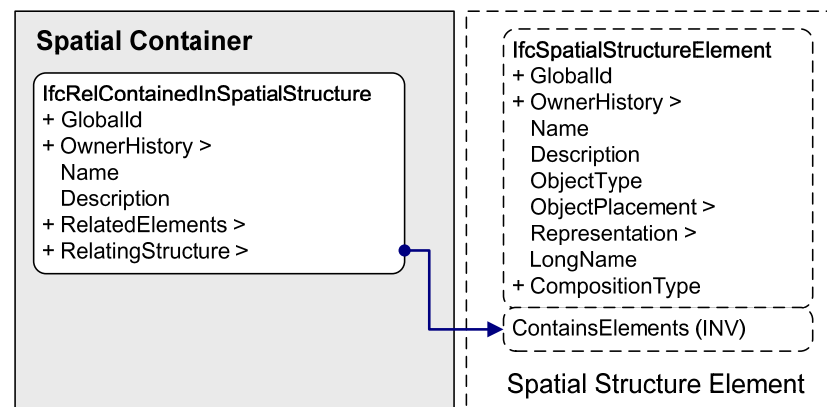 Spatial Container
IfcRelContainedInSpatialStructure
+ GlobalId
+ OwnerHistory >
Name
Description
+ RelatedElements >
+ RelatingStructure >
IfcSpatialStructureElement
+ GlobalId
+ OwnerHistory >
Name
Description
ObjectType
ObjectPlacement >
Representation >
LongName
+ CompositionType
ContainsElements (INV)
Spatial Structure Element